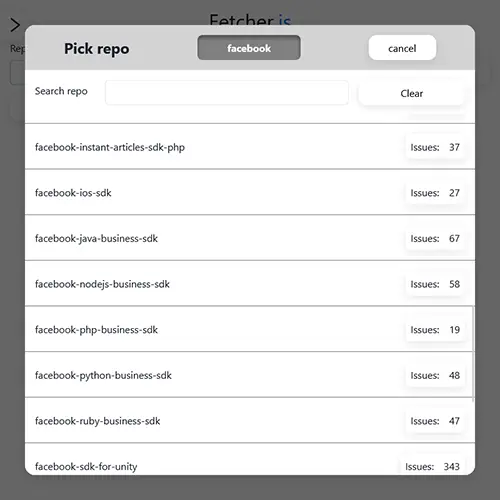 Fetcher is
Rep
Pick repo
facebook
cancel
Search repo
Clear
facebook-instant-articles-sdk-php Issues: 37
facebook-ios-sdk Issues: 27
facebook-java-business-sdk Issues: 67
facebook-nodejs-business-sdk Issues: 58
facebook-php-business-sdk Issues: 19
facebook-python-business-sdk Issues: 48
facebook-ruby-business-sdk Issues: 47
facebook-sdk-for-unity Issues: 343